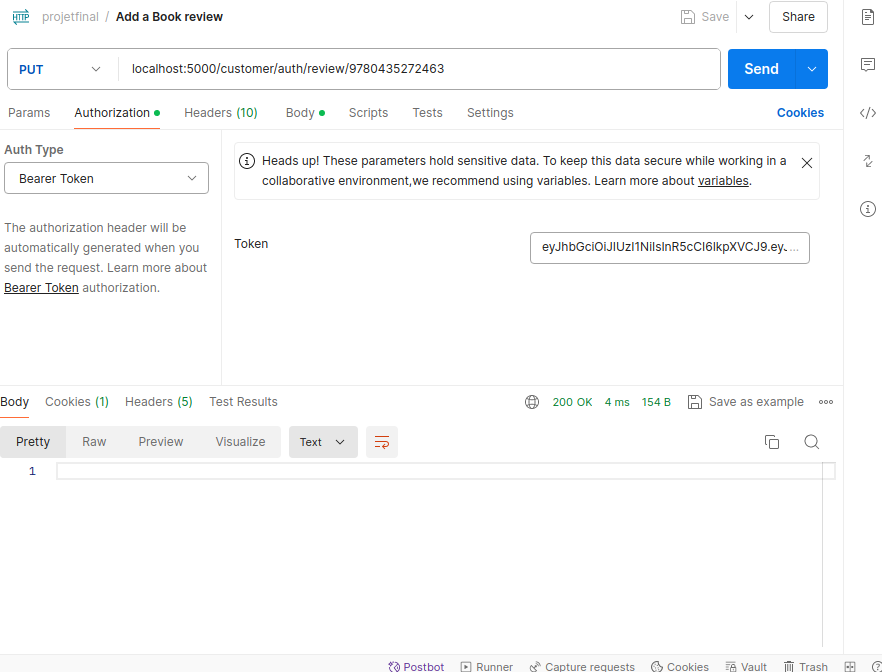 HTTP projetfinal / Add a Book review Save Share
PUT localhost:5000/customer/auth/review/9780435272463 Send
Params Authorization Headers (10) Body Scripts Tests Settings Cookies
Auth Type
Bearer Token
The authorization header will be
automatically generated when you
send the request. Learn more about
Bearer Token authorization.
Heads up! These parameters hold sensitive data. To keep this data secure while working in a
collaborative environment,we recommend using variables. Learn more about variables.
Token eyJhbGciOiJIUzI1NiIsInR5cCI6IkpXVCJ9.ey. ...
Body Cookies (1) Headers (5) Test Results 200 OK 4 ms 154 B Save as example
Pretty Raw Preview Visualize Text
1
Postbot Runner Capture requests Cookies Vault Trash